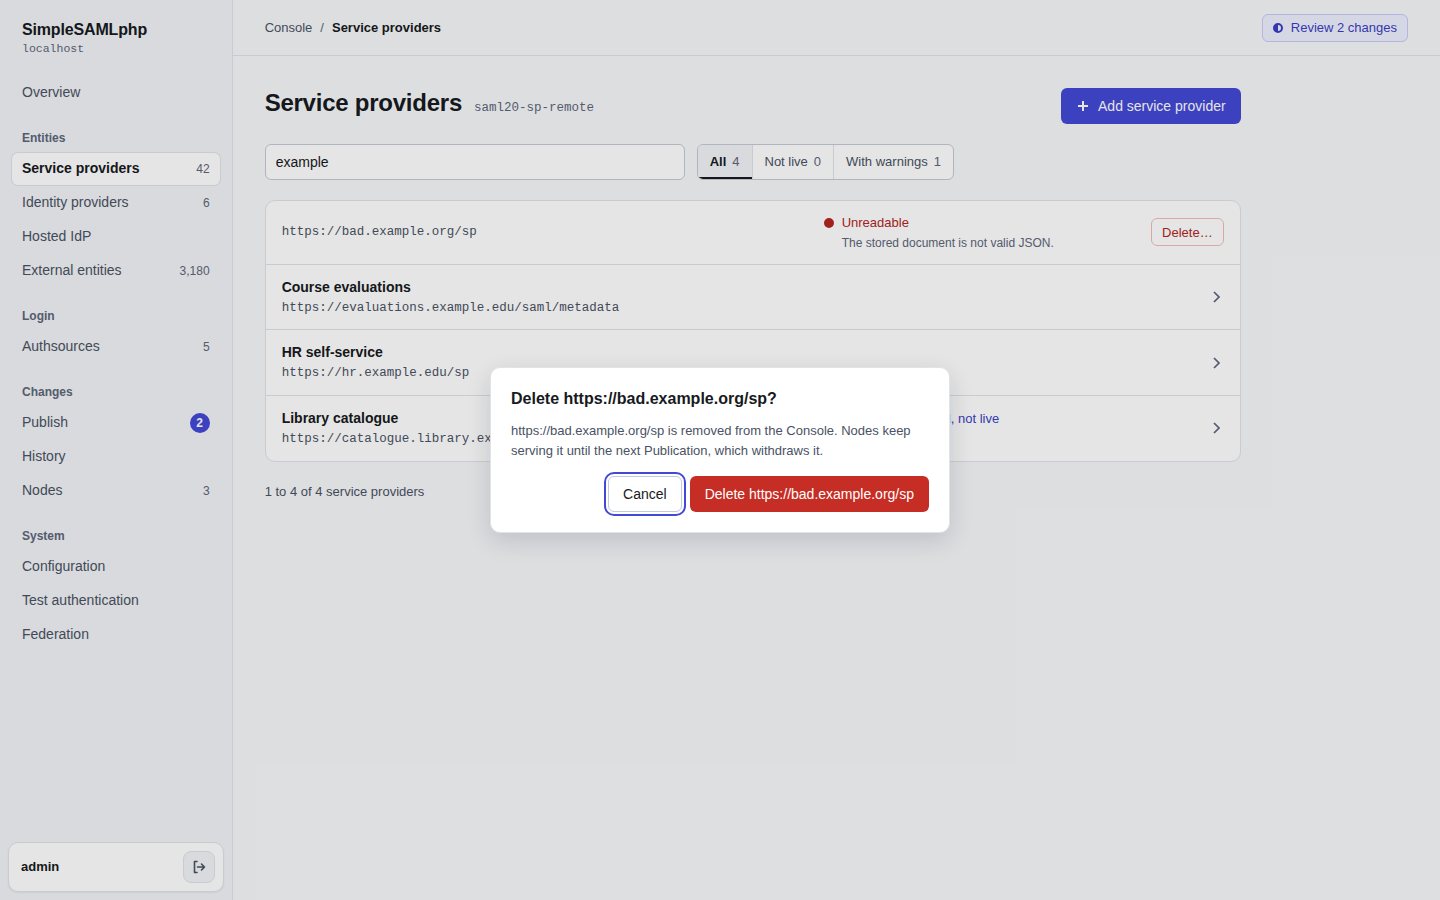 SimpleSAMLphp
localhost
Overview
Entities
Service providers 42
Identity providers 6
Hosted IdP
External entities 3,180
Login
Authsources 5
Changes
Publish 2
History
Nodes 3
System
Configuration
Test authentication
Federation
admin
Console / Service providers
Review 2 changes
Service providers saml20-sp-remote
Add service provider
example
All 4 Not live 0 With warnings 1
https://bad.example.org/sp
Unreadable
The stored document is not valid JSON.
Delete…
Course evaluations
https://evaluations.example.edu/saml/metadata
HR self-service
https://hr.example.edu/sp
Library catalogue
https://catalogue.library.ex
, not live
1 to 4 of 4 service providers
Delete https://bad.example.org/sp?
https://bad.example.org/sp is removed from the Console. Nodes keep
serving it until the next Publication, which withdraws it.
Cancel
Delete https://bad.example.org/sp